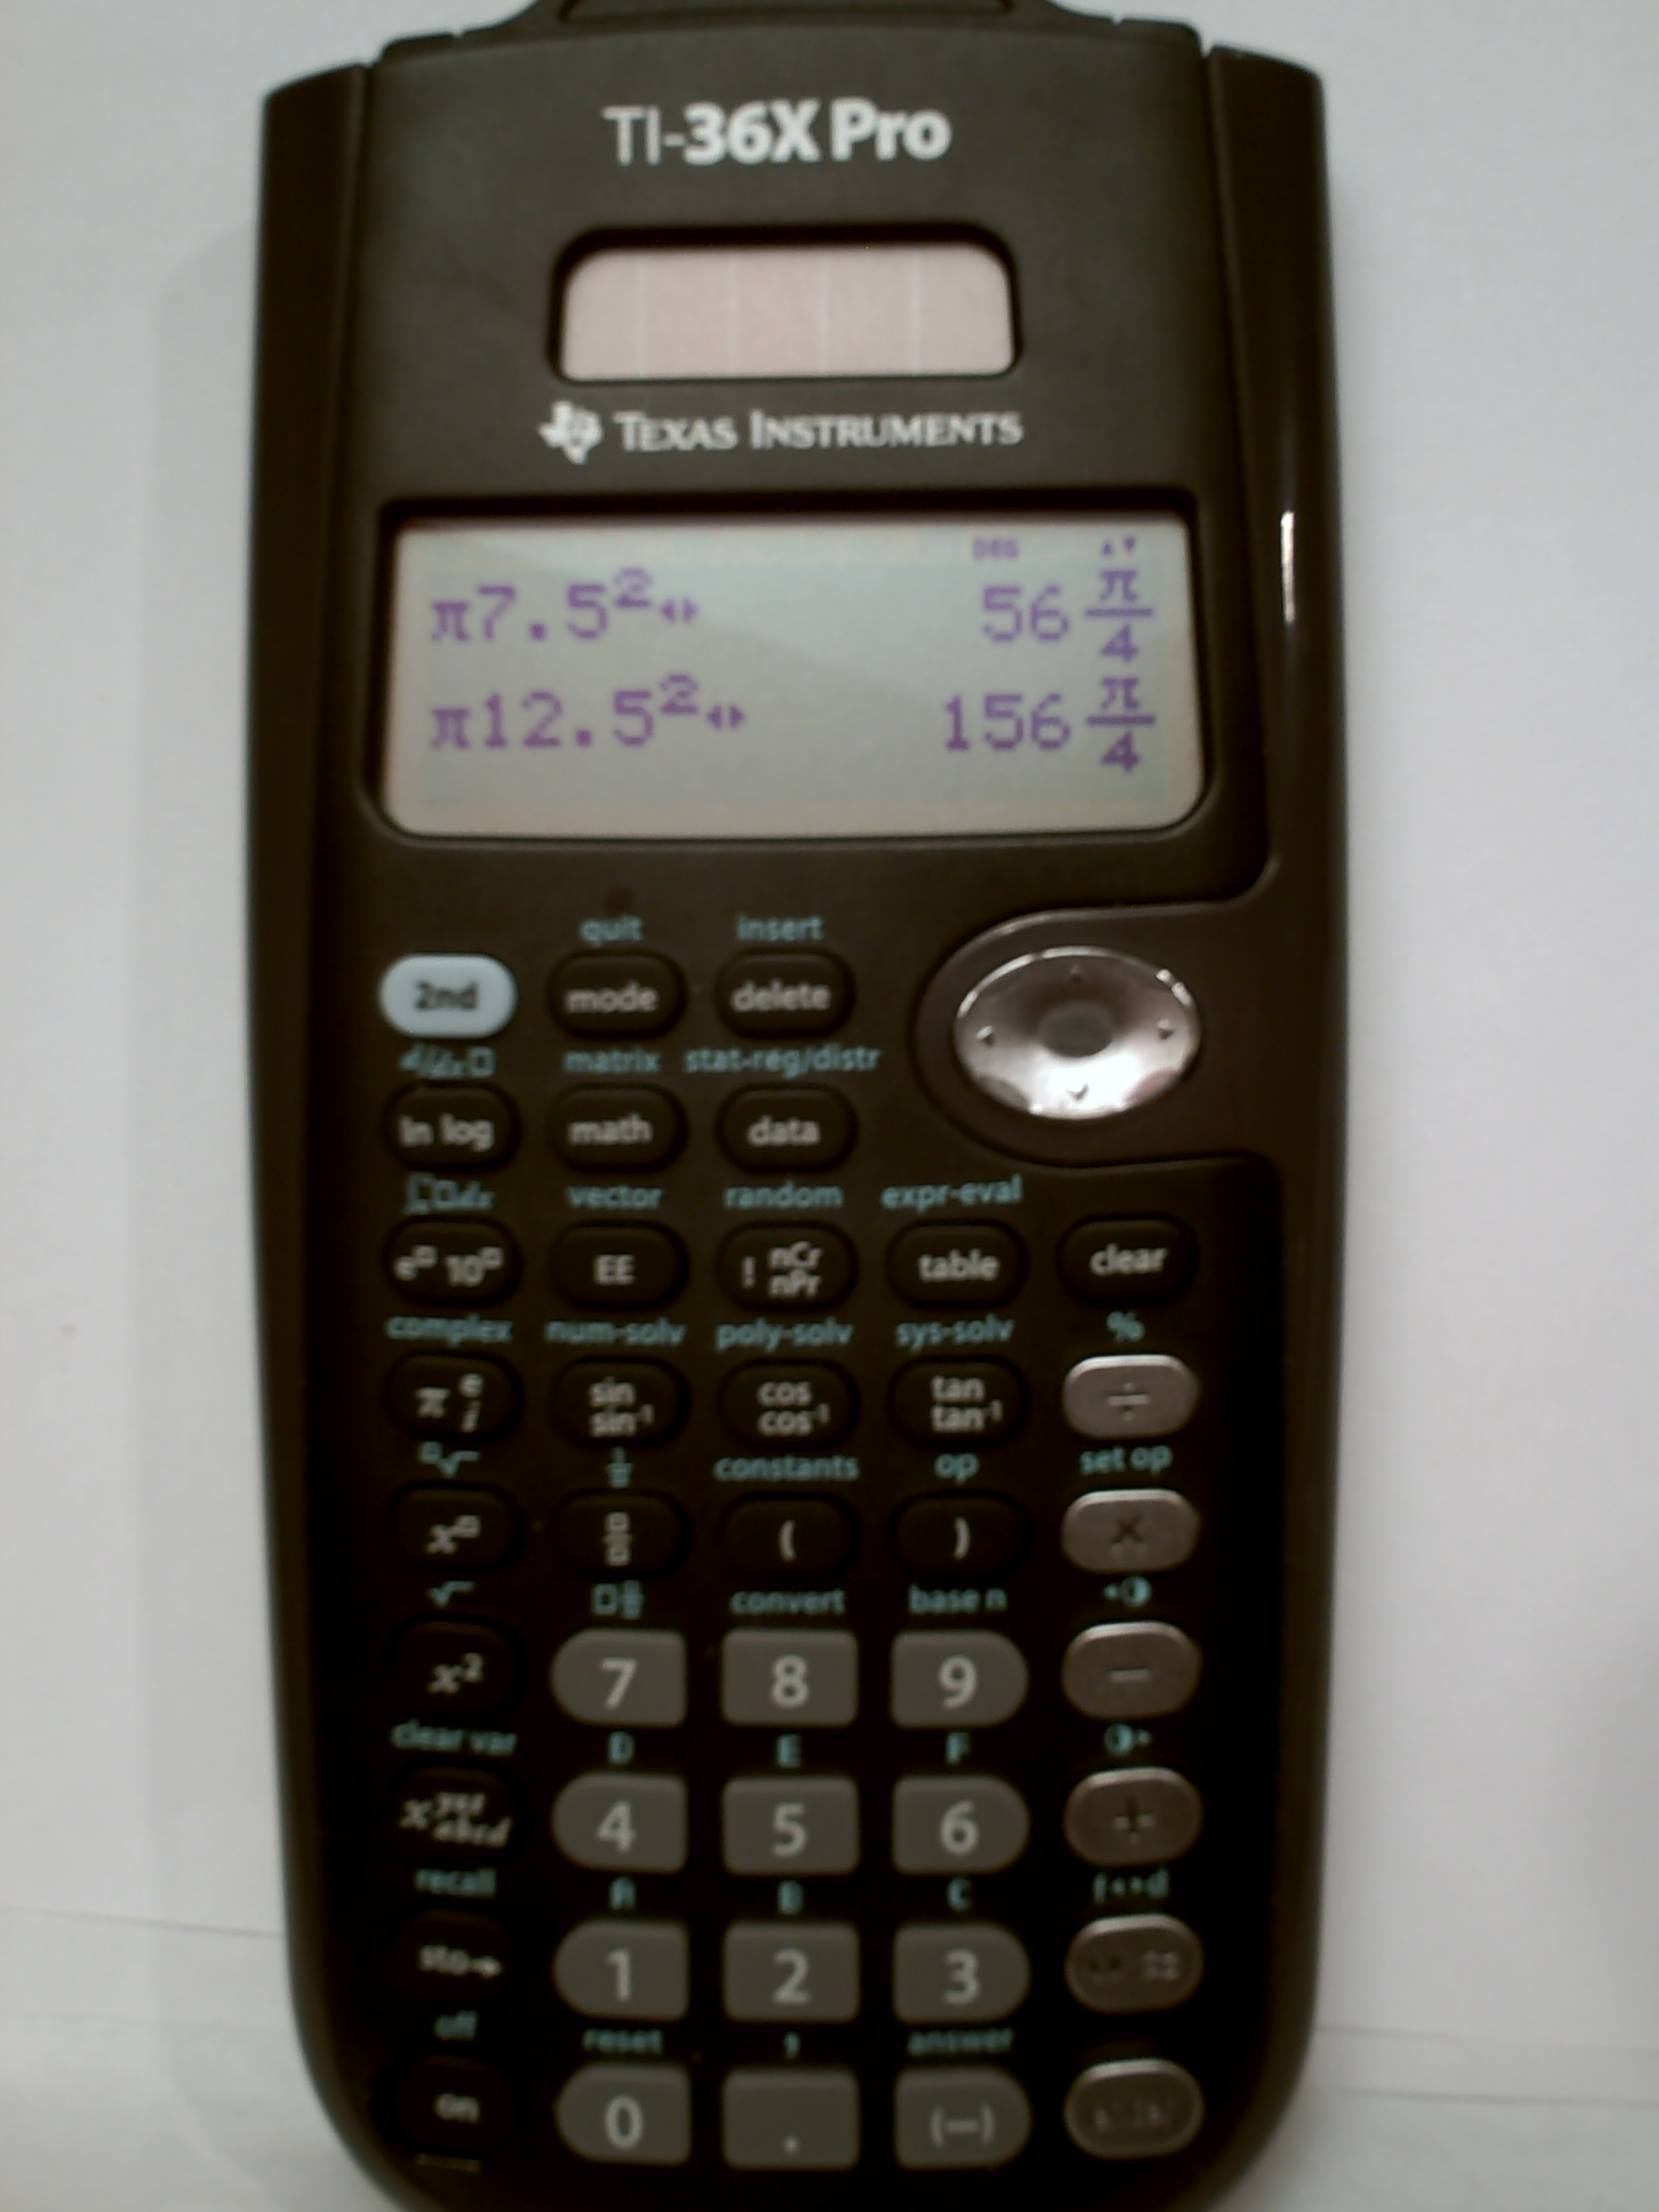 TI-36X Pro
TEXAS INSTRUMENTS
DEG ▲▼
π7.5²◂▸ 56 π/4
π12.5²◂▸ 156 π/4
quit insert
2nd mode delete
d/dx□ matrix stat-reg/distr
ln log math data
∫□dx vector random expr-eval
e□ 10□ EE ! nCr nPr table clear
complex num-solv poly-solv sys-solv %
π e i sin sin-1 cos cos-1 tan tan-1 ÷
□√ constants op set op
x□ □/□ ( ) ×
√ □□/□ convert base n
x² 7 8 9 −
clear var D E F
x yzt abcd 4 5 6 +
recall A B C f◂▸d
sto→ 1 2 3
off reset , answer
on 0 . (−)